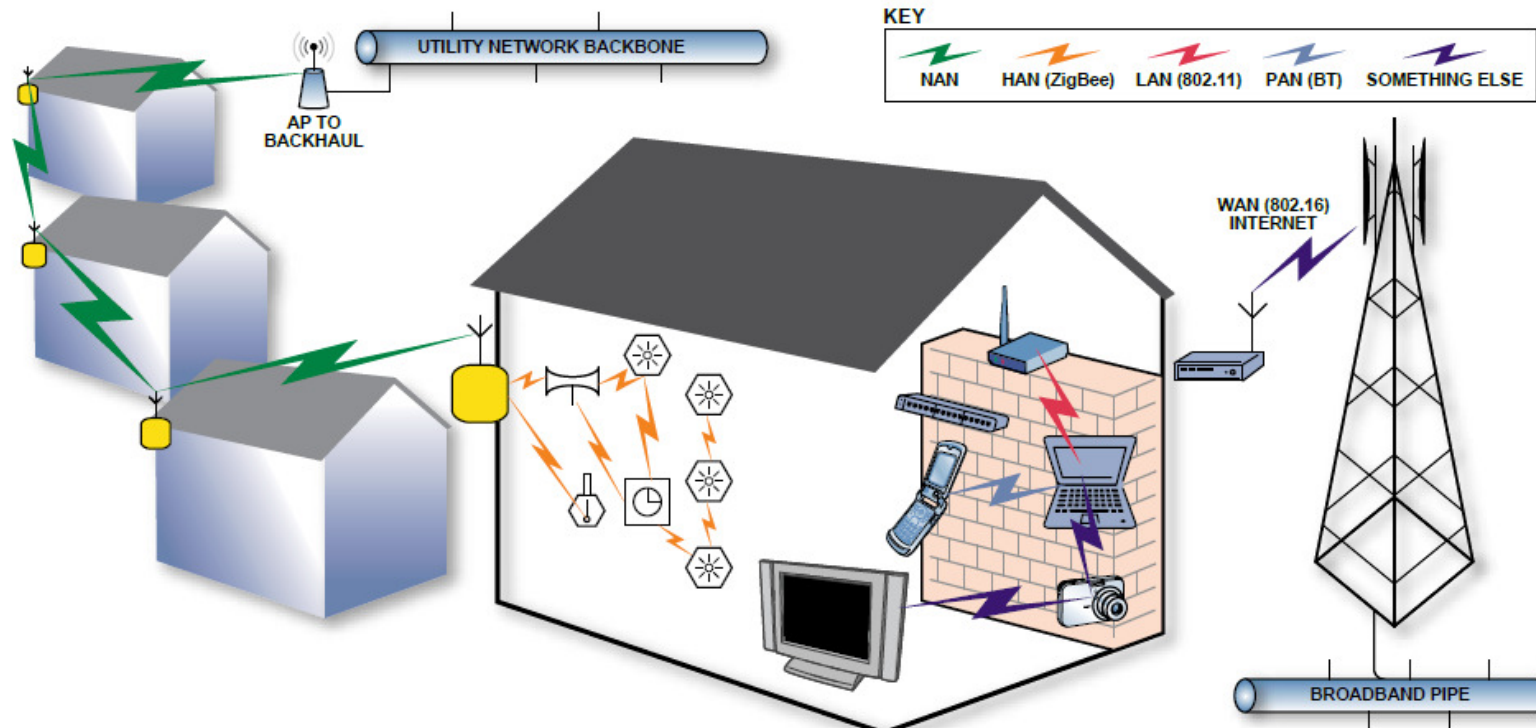 UTILITY NETWORK BACKBONE
KEY
NAN
HAN (ZigBee)
LAN (802.11)
PAN (BT)
SOMETHING ELSE
AP TO
BACKHAUL
WAN (802.16)
INTERNET
BROADBAND PIPE